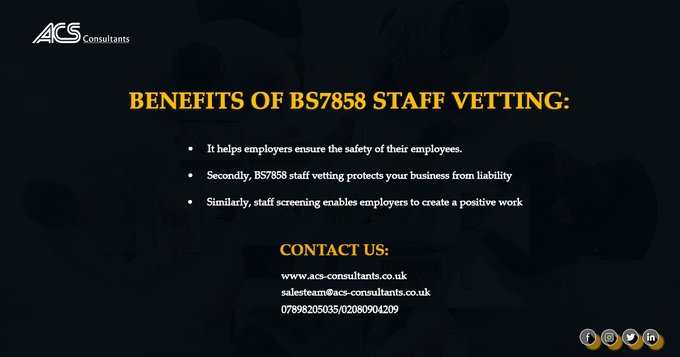 ACS Consultants
BENEFITS OF BS7858 STAFF VETTING:
• It helps employers ensure the safety of their employees.
• Secondly, BS7858 staff vetting protects your business from liability
• Similarly, staff screening enables employers to create a positive work
CONTACT US:
www.acs-consultants.co.uk
salesteam@acs-consultants.co.uk
07898205035/02080904209